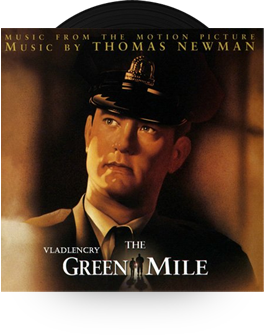 MUSIC FROM THE MOTION PICTURE
MUSIC BY THOMAS NEWMAN
VLADLENCRY
THE
GREEN MILE